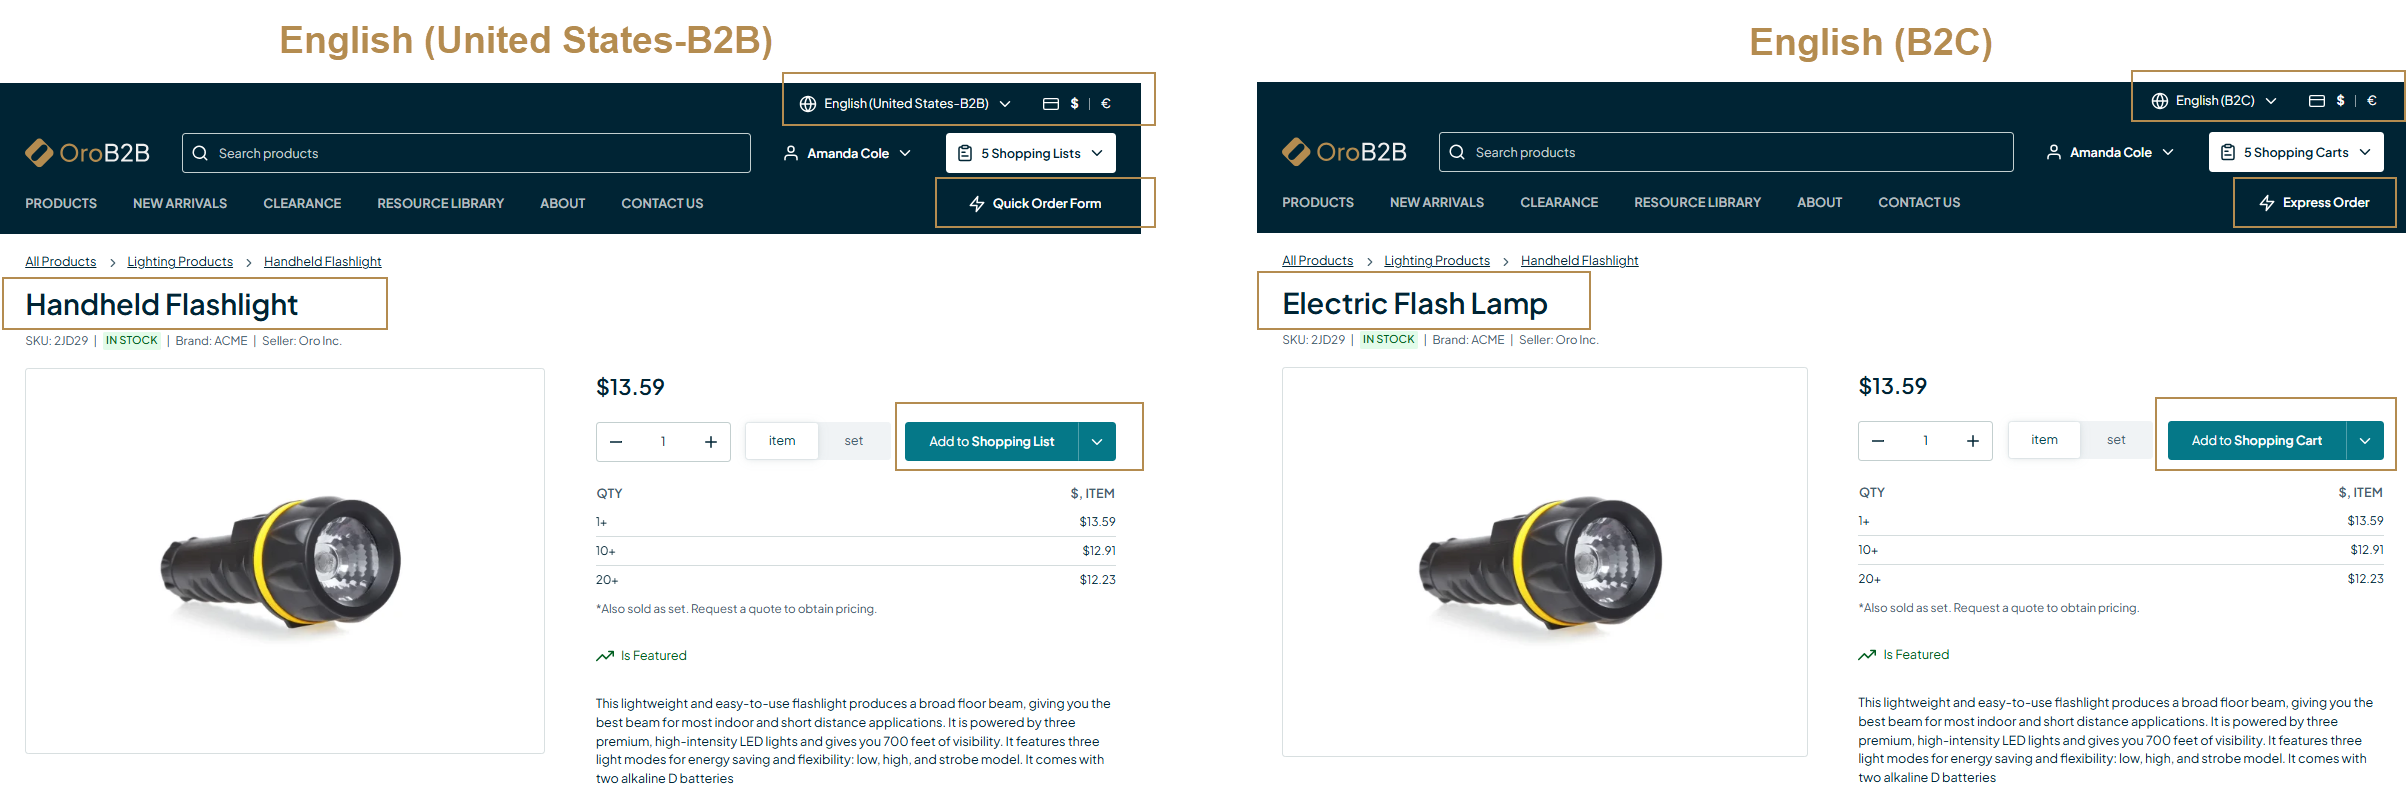 English (United States-B2B)
English (United States-B2B) $ | €
OroB2B Search products Amanda Cole 5 Shopping Lists
PRODUCTS NEW ARRIVALS CLEARANCE RESOURCE LIBRARY ABOUT CONTACT US Quick Order Form
All Products > Lighting Products > Handheld Flashlight
Handheld Flashlight
SKU: 2JD29 | IN STOCK | Brand: ACME | Seller: Oro Inc.
$13.59
1 item set Add to Shopping List
QTY $, ITEM
1+ $13.59
10+ $12.91
20+ $12.23
*Also sold as set. Request a quote to obtain pricing.
Is Featured
This lightweight and easy-to-use flashlight produces a broad floor beam, giving you the
best beam for most indoor and short distance applications. It is powered by three
premium, high-intensity LED lights and gives you 700 feet of visibility. It features three
light modes for energy saving and flexibility: low, high, and strobe model. It comes with
two alkaline D batteries
English (B2C)
English (B2C) $ | €
OroB2B Search products Amanda Cole 5 Shopping Carts
PRODUCTS NEW ARRIVALS CLEARANCE RESOURCE LIBRARY ABOUT CONTACT US Express Order
All Products > Lighting Products > Handheld Flashlight
Electric Flash Lamp
SKU: 2JD29 | IN STOCK | Brand: ACME | Seller: Oro Inc.
$13.59
1 item set Add to Shopping Cart
QTY $, ITEM
1+ $13.59
10+ $12.91
20+ $12.23
*Also sold as set. Request a quote to obtain pricing.
Is Featured
This lightweight and easy-to-use flashlight produces a broad floor beam, giving you the
best beam for most indoor and short distance applications. It is powered by three
premium, high-intensity LED lights and gives you 700 feet of visibility. It features three
light modes for energy saving and flexibility: low, high, and strobe model. It comes with
two alkaline D batteries